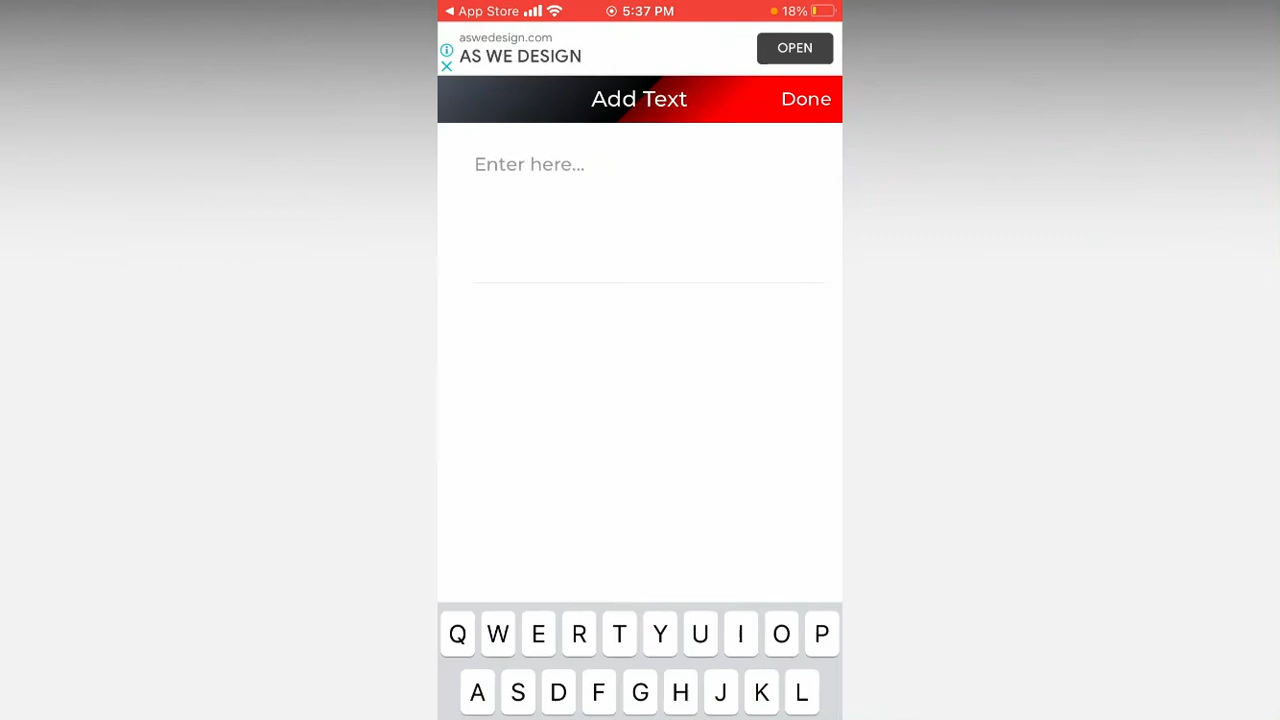 App Store 5:37 PM 18%
aswedesign.com
AS WE DESIGN
OPEN
Add Text Done
Enter here...
Q W E R T Y U I O P
A S D F G H J K L